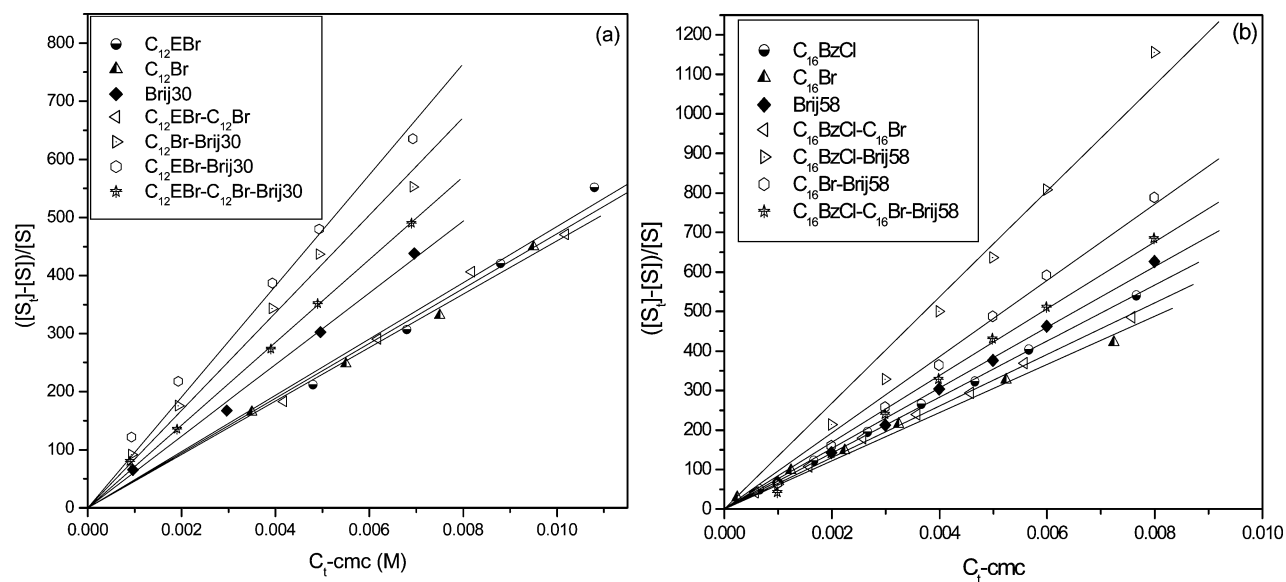 (a)
C12EBr
C12Br
Brij30
C12EBr-C12Br
C12Br-Brij30
C12EBr-Brij30
C12EBr-C12Br-Brij30
([St]-[S])/[S]
800
700
600
500
400
300
200
100
0
0.000 0.002 0.004 0.006 0.008 0.010
Ct-cmc (M)
(b)
C16BzCl
C16Br
Brij58
C16BzCl-C16Br
C16BzCl-Brij58
C16Br-Brij58
C16BzCl-C16Br-Brij58
([St]-[S])/[S]
1200
1100
1000
900
800
700
600
500
400
300
200
100
0
0.000 0.002 0.004 0.006 0.008 0.010
Ct-cmc